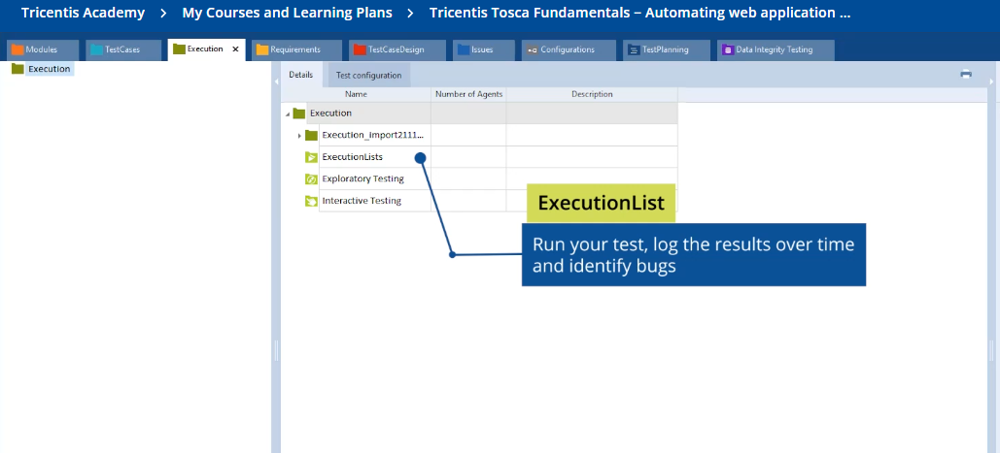 Tricentis Academy > My Courses and Learning Plans > Tricentis Tosca Fundamentals – Automating web application ...
Modules TestCases Execution X Requirements TestCaseDesign Issues Configurations TestPlanning Data Integrity Testing
Execution
Details Test configuration
Name Number of Agents Description
Execution
Execution_Import2111...
ExecutionLists
Exploratory Testing
Interactive Testing
ExecutionList
Run your test, log the results over time
and identify bugs